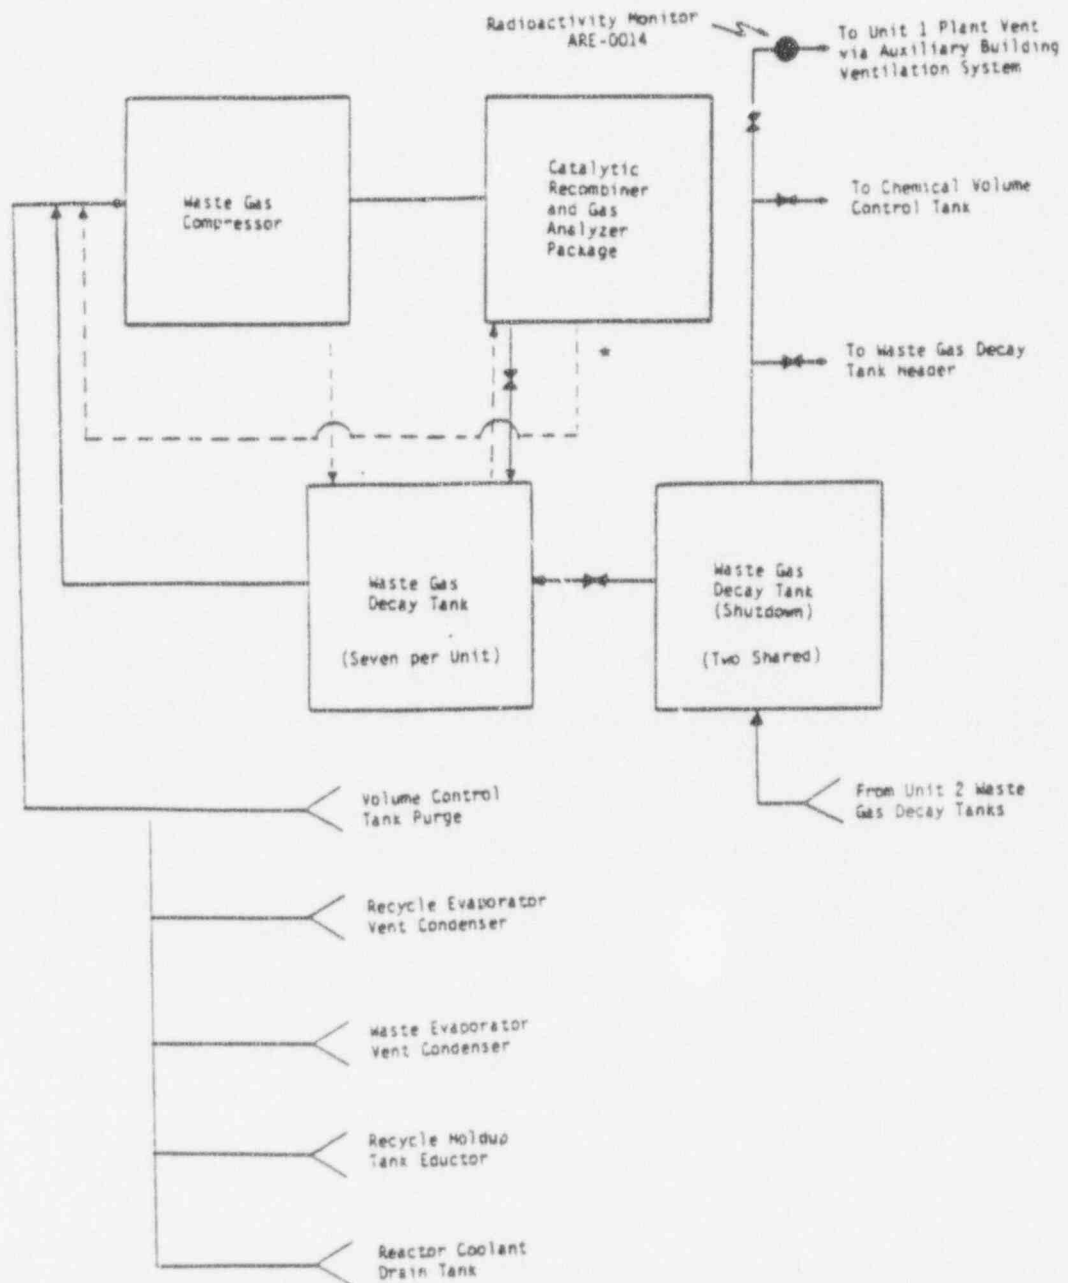 Radioactivity Monitor
ARE-0014
To Unit 1 Plant Vent
via Auxiliary Building
Ventilation System
Waste Gas
Compressor
Catalytic
Recombiner
and Gas
Analyzer
Package
To Chemical Volume
Control Tank
*
To Waste Gas Decay
Tank Header
Waste Gas
Decay Tank
(Seven per Unit)
Waste Gas
Decay Tank
(Shutdown)
(Two Shared)
Volume Control
Tank Purge
From Unit 2 Waste
Gas Decay Tanks
Recycle Evaporator
Vent Condenser
Waste Evaporator
Vent Condenser
Recycle Holdup
Tank Eductor
Reactor Coolant
Drain Tank